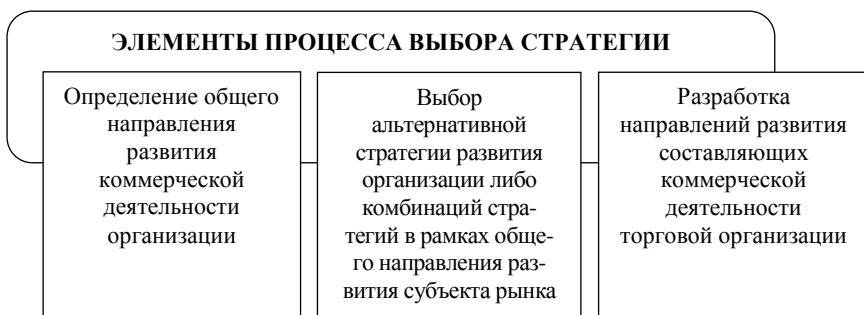 ЭЛЕМЕНТЫ ПРОЦЕССА ВЫБОРА СТРАТЕГИИ
Определение общего
направления
развития
коммерческой
деятельности
организации
Выбор
альтернативной
стратегии развития
организации либо
комбинаций стра-
тегий в рамках обще-
го направления раз-
вития субъекта рынка
Разработка
направлений развития
составляющих
коммерческой
деятельности
торговой организации